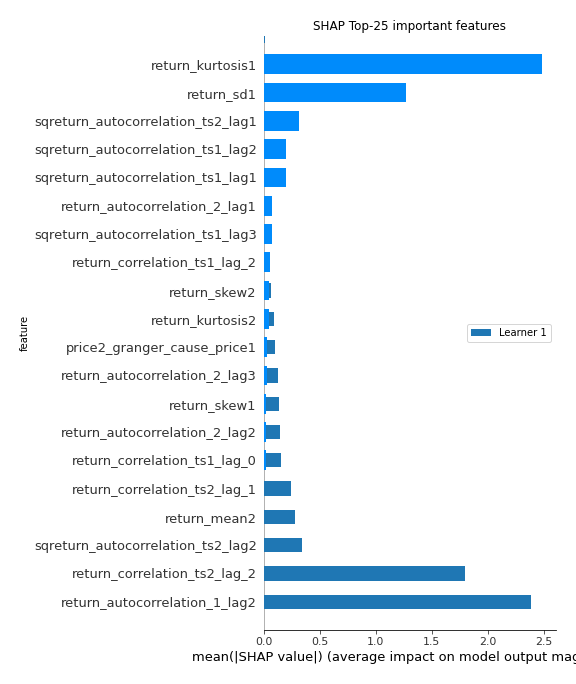 SHAP Top-25 important features
return_kurtosis1
return_sd1
sqreturn_autocorrelation_ts2_lag1
sqreturn_autocorrelation_ts1_lag2
sqreturn_autocorrelation_ts1_lag1
return_autocorrelation_2_lag1
sqreturn_autocorrelation_ts1_lag3
return_correlation_ts1_lag_2
return_skew2
return_kurtosis2
price2_granger_cause_price1
return_autocorrelation_2_lag3
return_skew1
return_autocorrelation_2_lag2
return_correlation_ts1_lag_0
return_correlation_ts2_lag_1
return_mean2
sqreturn_autocorrelation_ts2_lag2
return_correlation_ts2_lag_2
return_autocorrelation_1_lag2
feature
Learner 1
0.0 0.5 1.0 1.5 2.0 2.5
mean(|SHAP value|) (average impact on model output mag